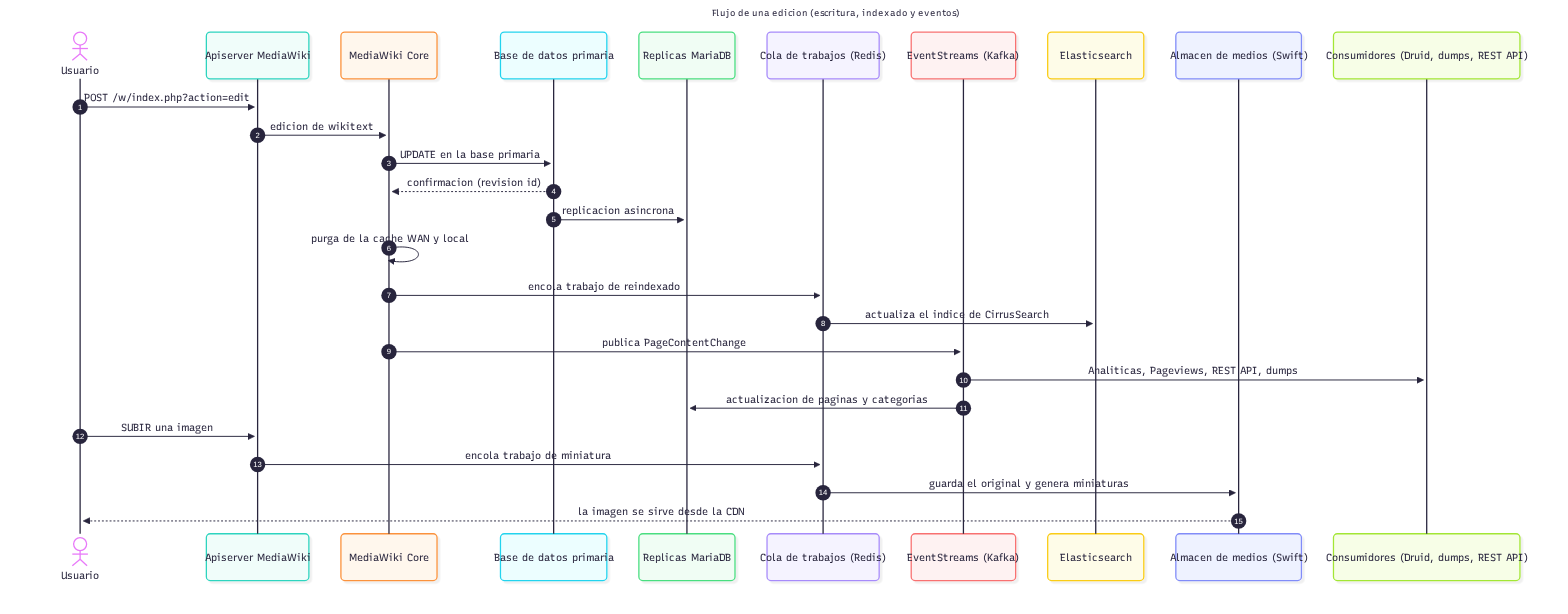 Flujo de una edicion (escritura, indexado y eventos)
Usuario
Apiserver MediaWiki
MediaWiki Core
Base de datos primaria
Replicas MariaDB
Cola de trabajos (Redis)
EventStreams (Kafka)
Elasticsearch
Almacen de medios (Swift)
Consumidores (Druid, dumps, REST API)
1 POST /w/index.php?action=edit
2 edicion de wikitext
3 UPDATE en la base primaria
confirmacion (revision id) 4
5 replicacion asincrona
purga de la cache WAN y local
6
7 encola trabajo de reindexado
8 actualiza el indice de CirrusSearch
9 publica PageContentChange
10 Analiticas, Pageviews, REST API, dumps
actualizacion de paginas y categorias 11
12 SUBIR una imagen
13 encola trabajo de miniatura
14 guarda el original y genera miniaturas
la imagen se sirve desde la CDN 15
Usuario
Apiserver MediaWiki
MediaWiki Core
Base de datos primaria
Replicas MariaDB
Cola de trabajos (Redis)
EventStreams (Kafka)
Elasticsearch
Almacen de medios (Swift)
Consumidores (Druid, dumps, REST API)